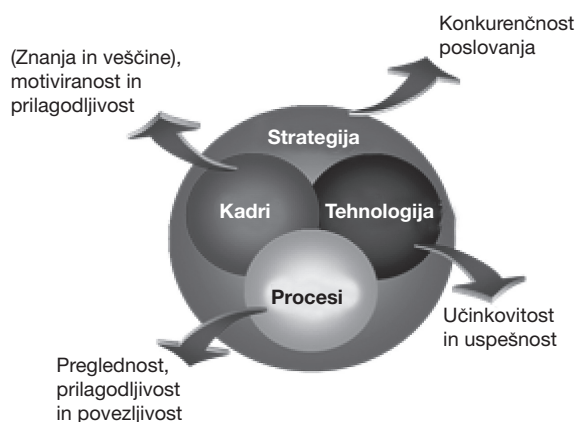 Konkurenčnost
poslovanja
(Znanja in veščine),
motiviranost in
prilagodljivost
Strategija
Kadri
Tehnologija
Procesi
Učinkovitost
in uspešnost
Preglednost,
prilagodljivost
in povezljivost